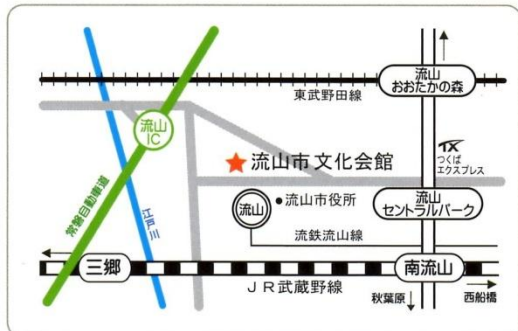 流山
おおたかの森
東武野田線
流山
IC
TX
つくば
エクスプレス
流山市文化会館
常磐自動車道
江戸川
流山
流山市役所
流山
セントラルパーク
流鉄流山線
三郷
南流山
JR武蔵野線
秋葉原
西船橋